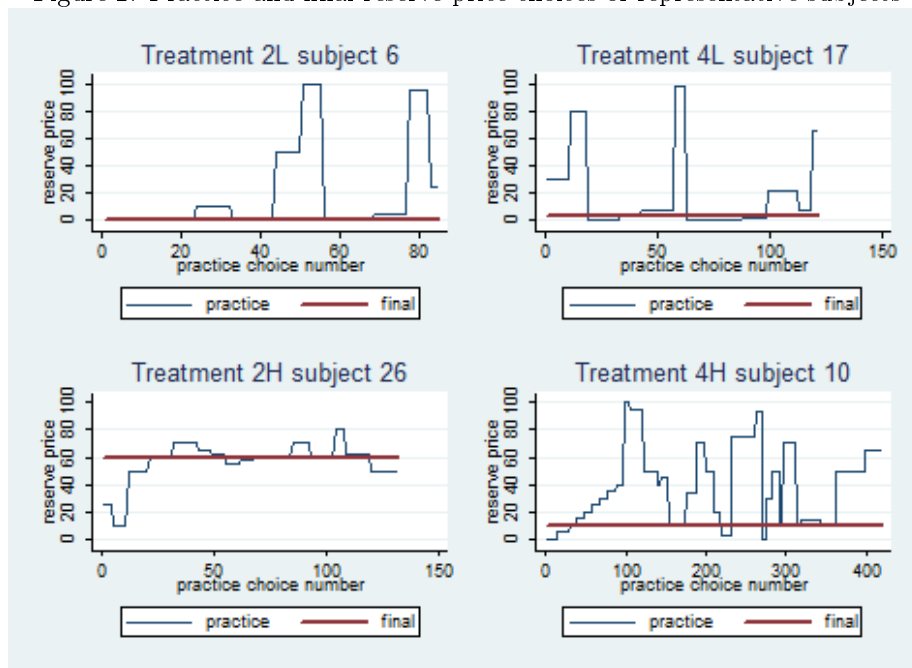 Figure 2: Practice and final reserve price choices of representative subjects
Treatment 2L subject 6
reserve price
0 20 40 60 80 100
0 20 40 60 80
practice choice number
practice final
Treatment 4L subject 17
reserve price
0 20 40 60 80 100
0 50 100 150
practice choice number
practice final
Treatment 2H subject 26
reserve price
0 20 40 60 80 100
0 50 100 150
practice choice number
practice final
Treatment 4H subject 10
reserve price
0 20 40 60 80 100
0 100 200 300 400
practice choice number
practice final